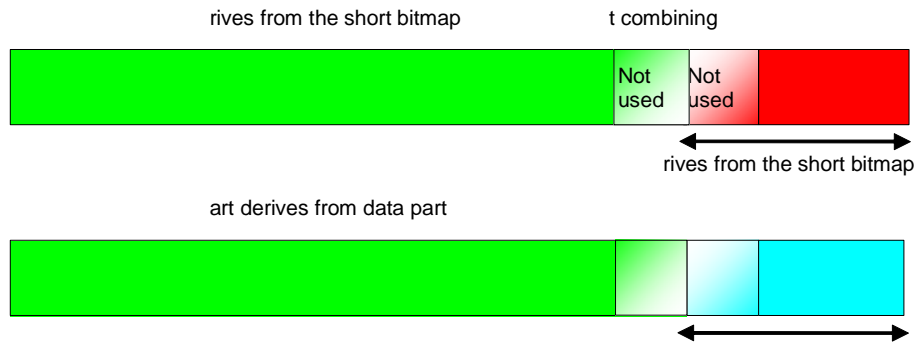 rives from the short bitmap t combining
Not used Not used
rives from the short bitmap
art derives from data part